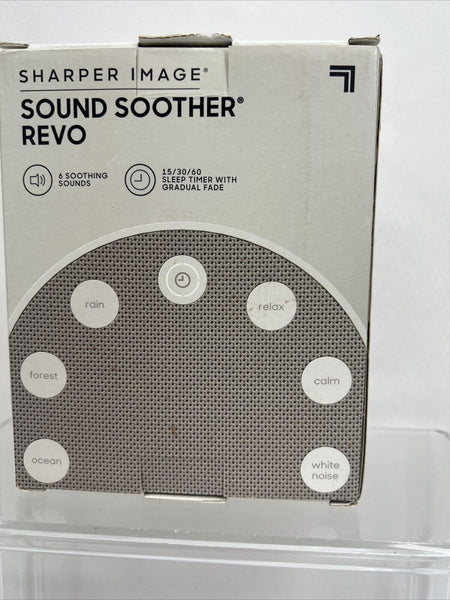 SHARPER IMAGE®
SOUND SOOTHER®
REVO
6 SOOTHING
SOUNDS
15/30/60
SLEEP TIMER WITH
GRADUAL FADE
rain
relax
forest
calm
ocean
white
noise